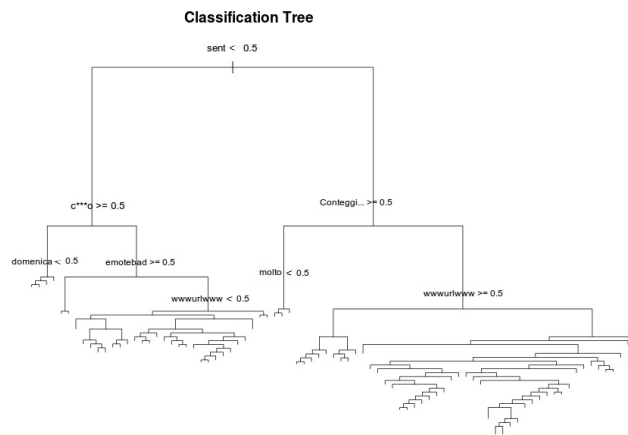 Classification Tree
sent < 0.5
c***o >= 0.5
Conteggi... >= 0.5
domenica < 0.5
emotebad >= 0.5
molto < 0.5
wwwurlwww < 0.5
wwwurlwww >= 0.5